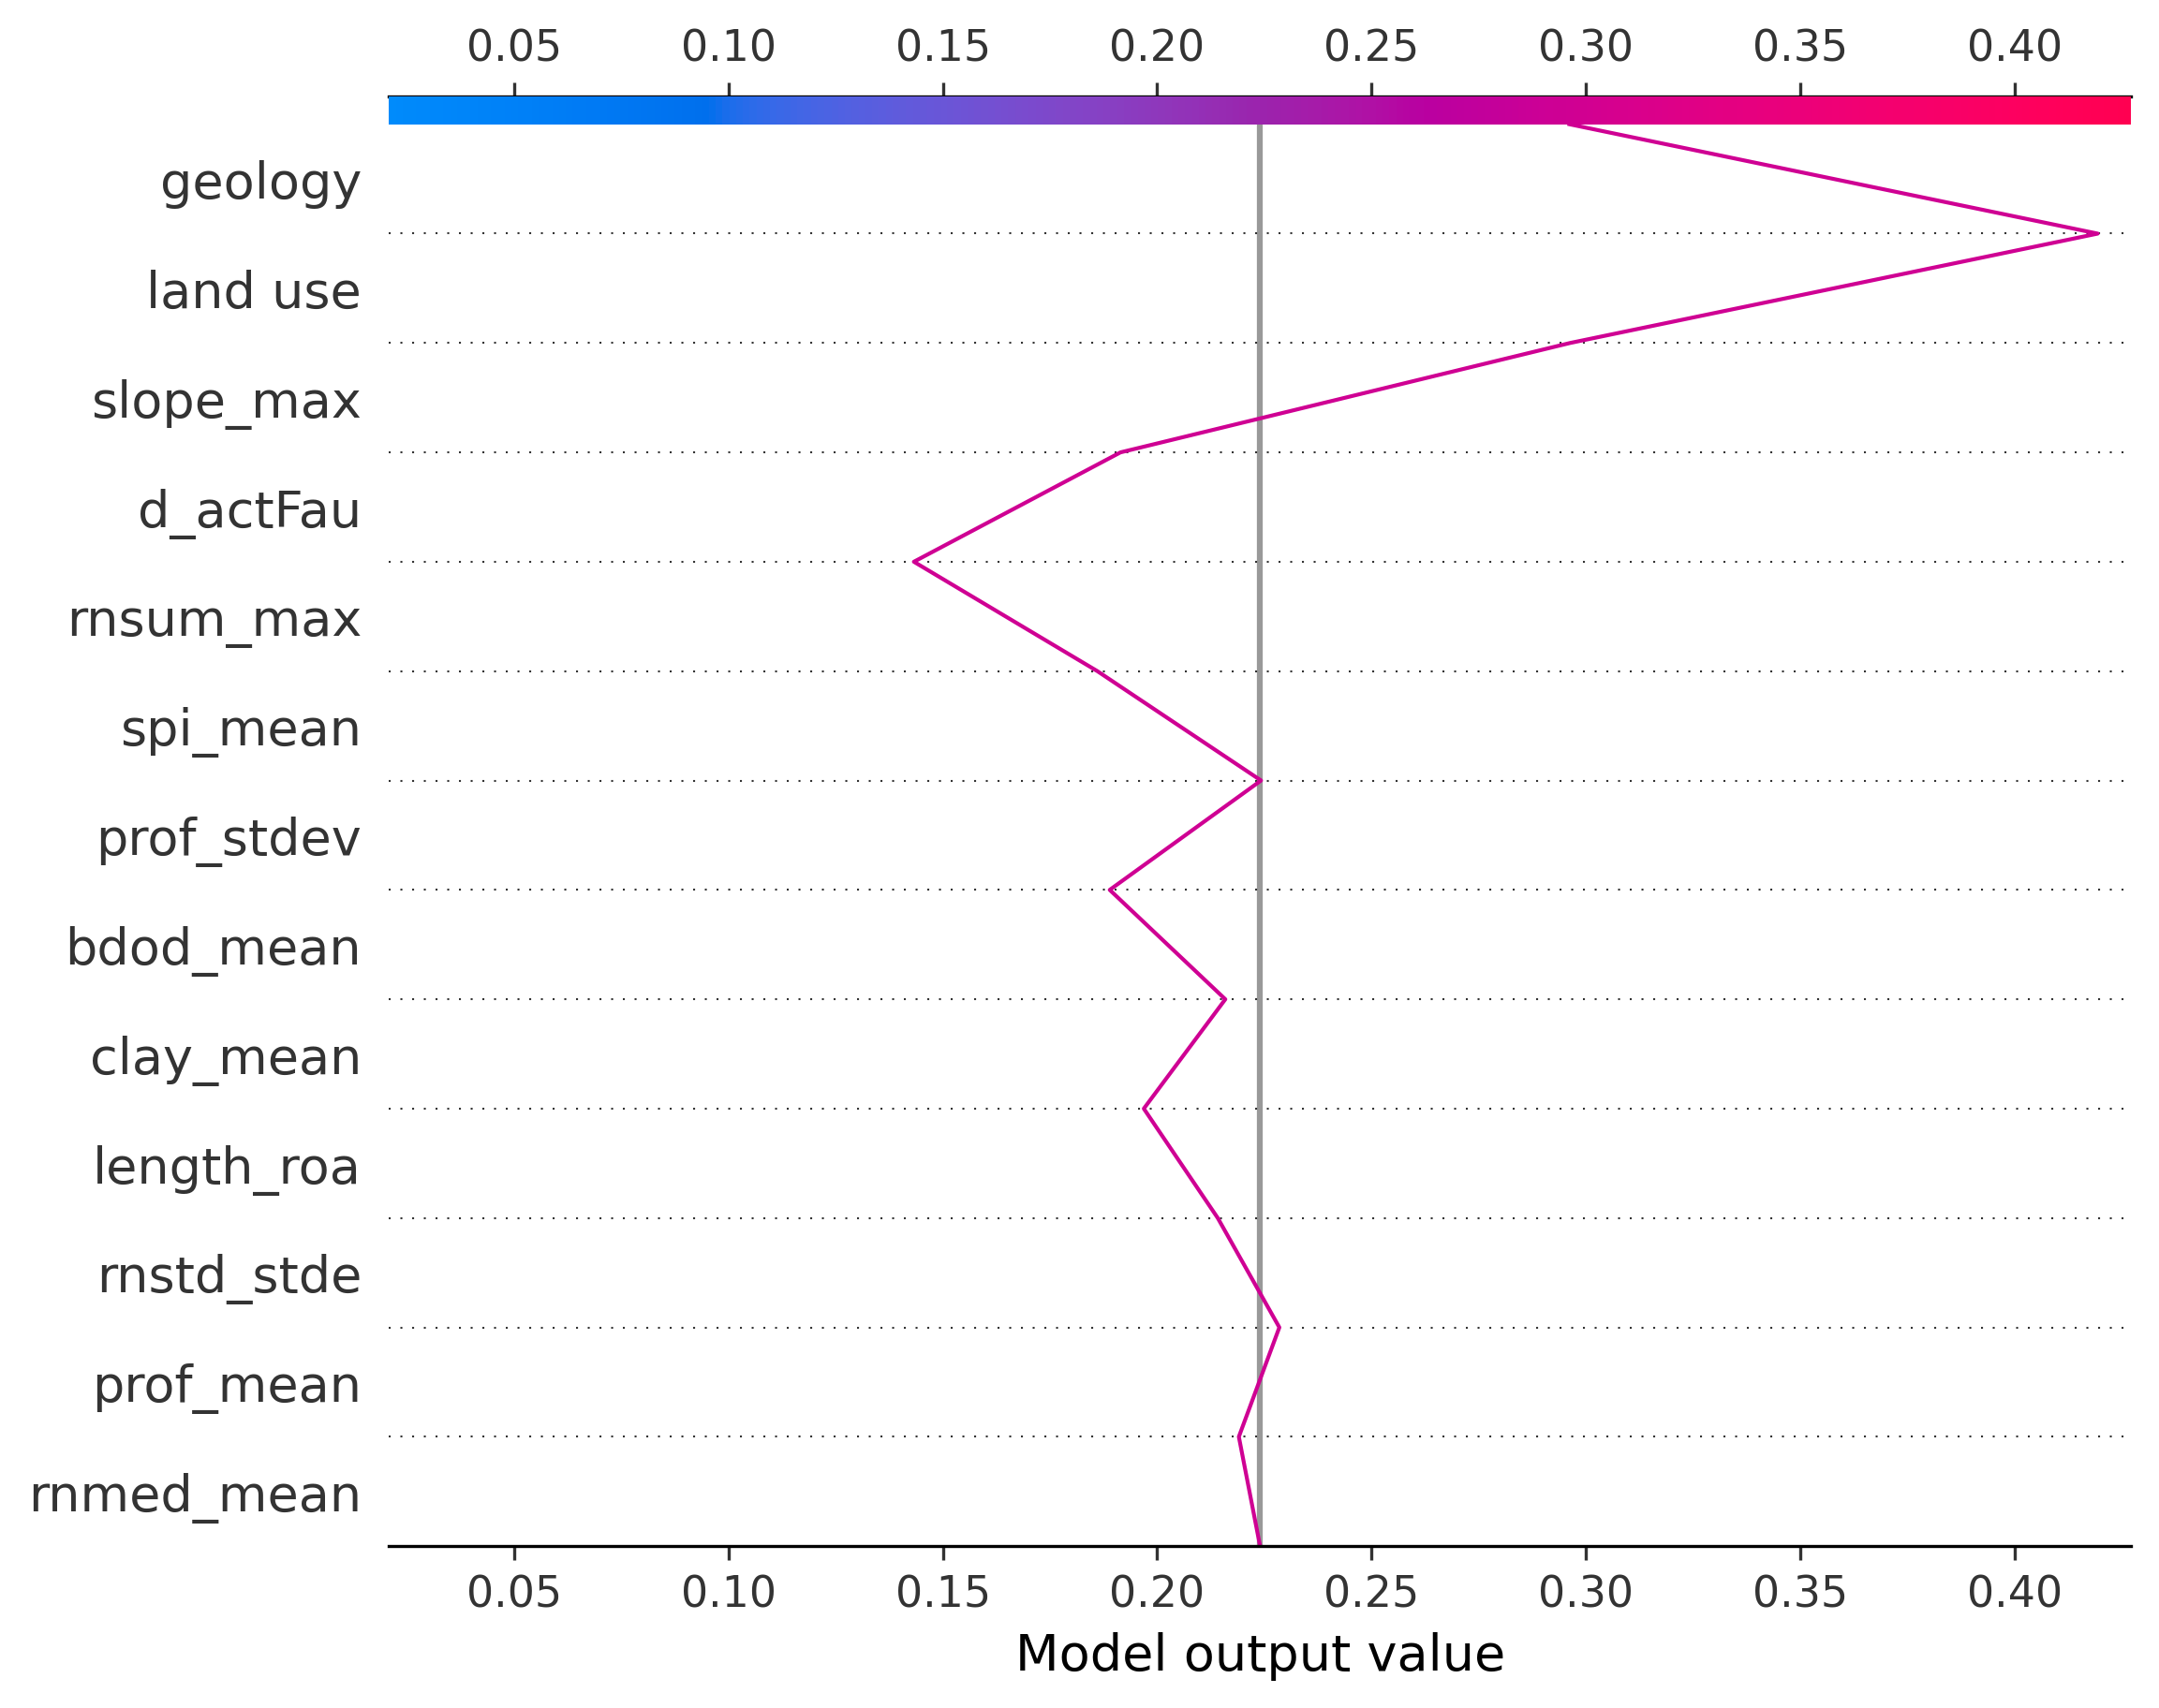 0.05 0.10 0.15 0.20 0.25 0.30 0.35 0.40
geology
land use
slope_max
d_actFau
rnsum_max
spi_mean
prof_stdev
bdod_mean
clay_mean
length_roa
rnstd_stde
prof_mean
rnmed_mean
0.05 0.10 0.15 0.20 0.25 0.30 0.35 0.40
Model output value